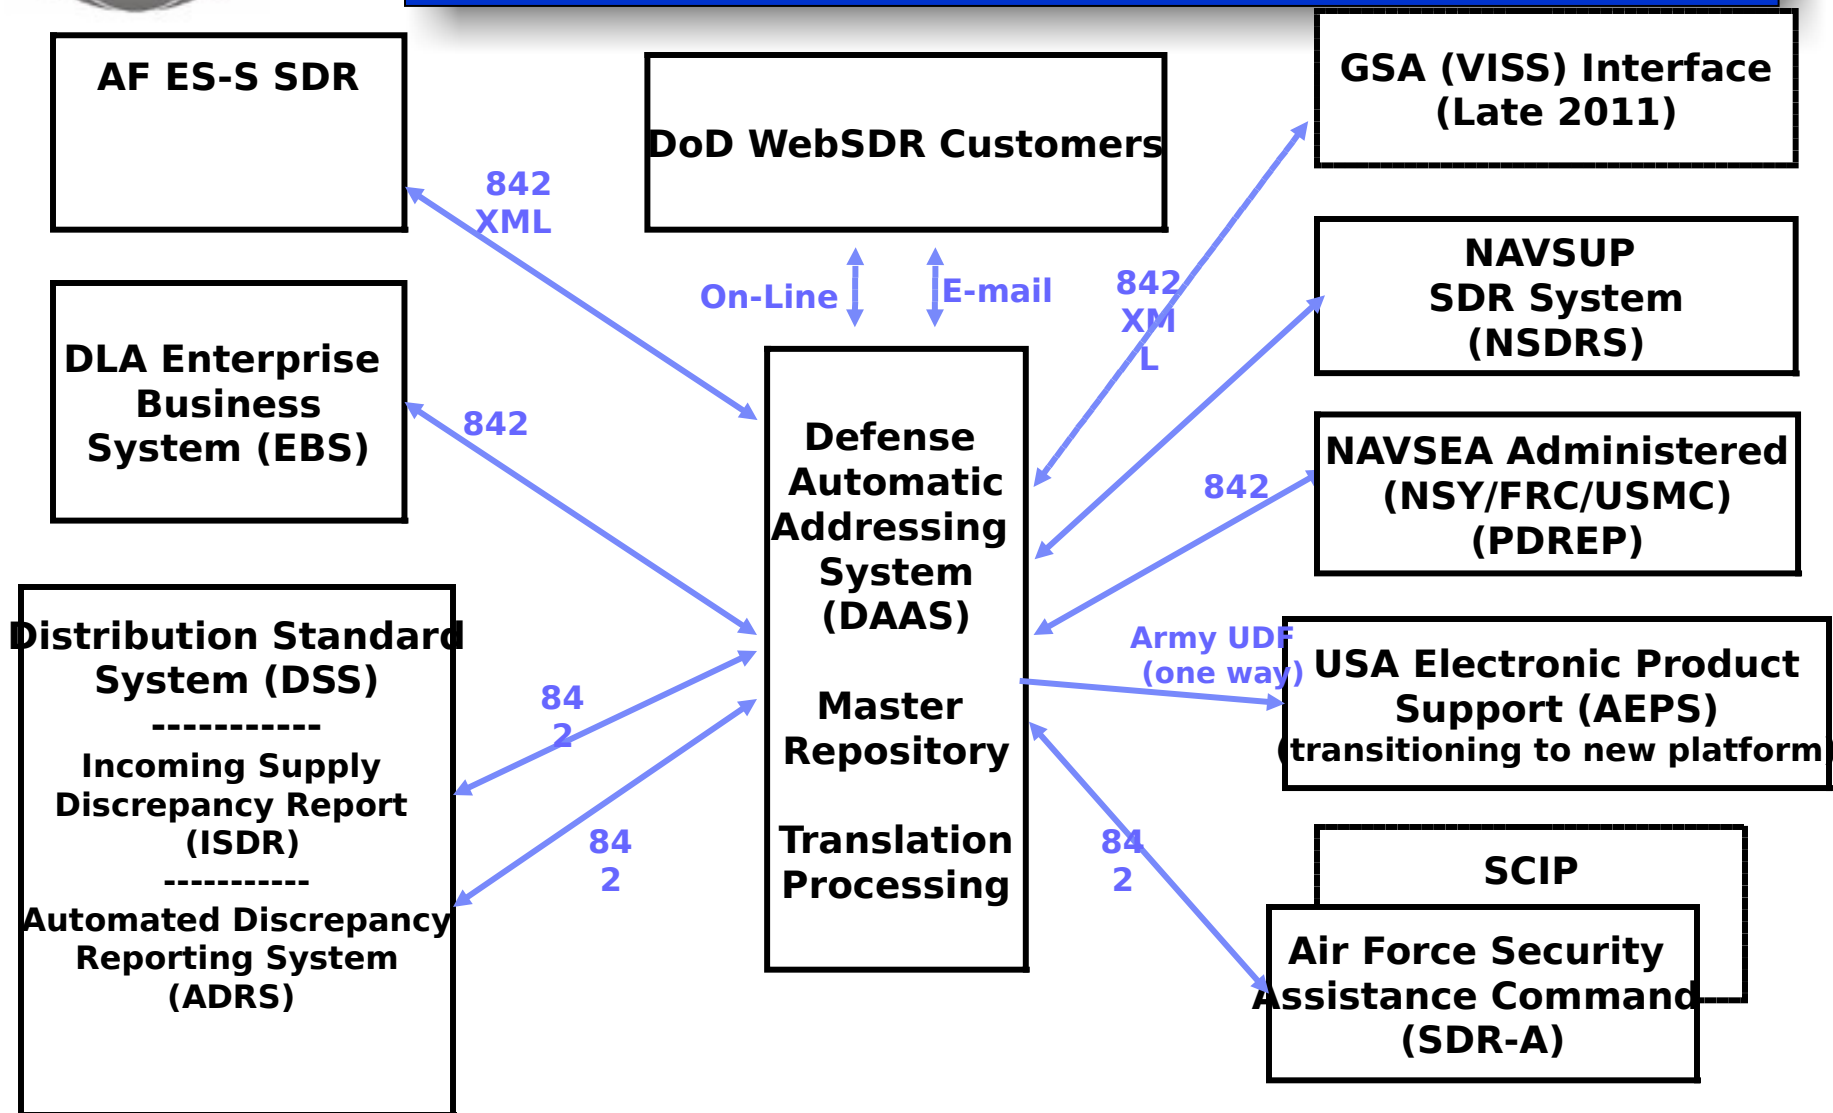 AF ES-S SDR
DoD WebSDR Customers
GSA (VISS) Interface
(Late 2011)
842
XML
On-Line
E-mail
842
XM
L
NAVSUP
SDR System
(NSDRS)
DLA Enterprise
Business
System (EBS)
842
Defense
Automatic
Addressing
System
(DAAS)
Master
Repository
Translation
Processing
842
NAVSEA Administered
(NSY/FRC/USMC)
(PDREP)
Distribution Standard
System (DSS)
-----------
Incoming Supply
Discrepancy Report
(ISDR)
-----------
Automated Discrepancy
Reporting System
(ADRS)
84
2
84
2
Army UDF
(one way)
USA Electronic Product
Support (AEPS)
(transitioning to new platform)
84
2
SCIP
Air Force Security
Assistance Command
(SDR-A)